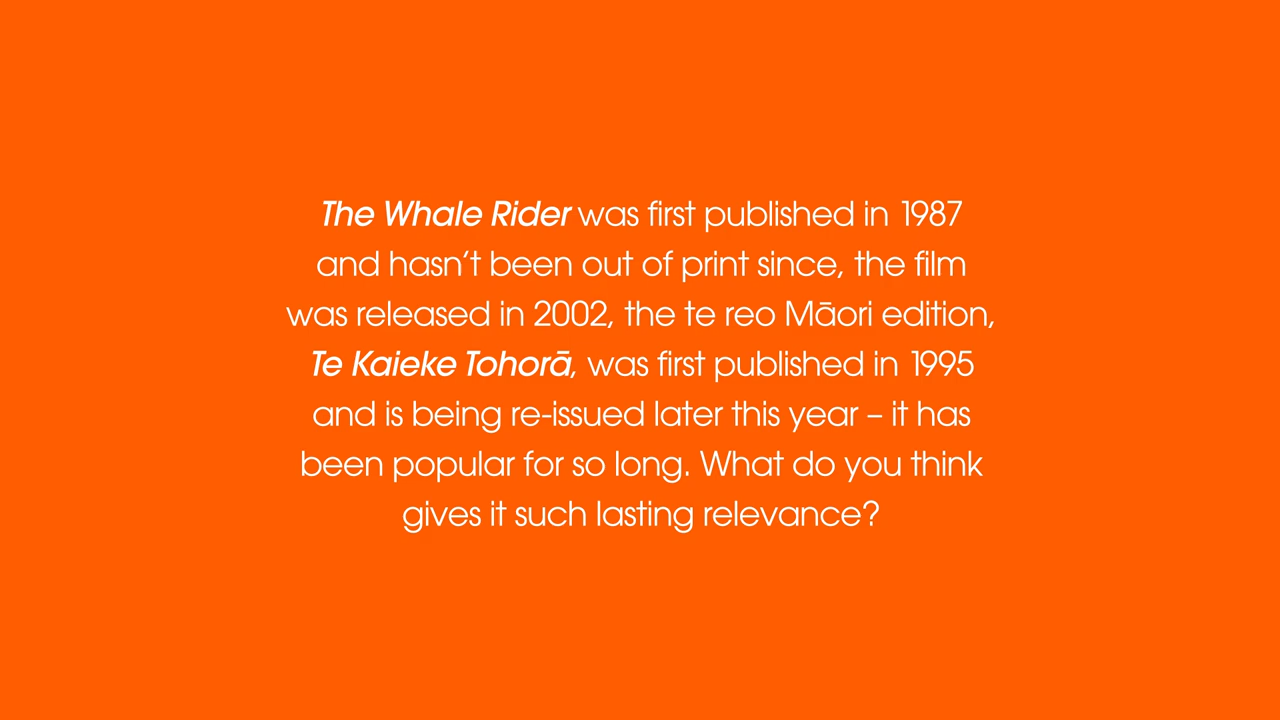 The Whale Rider was first published in 1987
and hasn’t been out of print since, the film
was released in 2002, the te reo Māori edition,
Te Kaieke Tohorā, was first published in 1995
and is being re-issued later this year – it has
been popular for so long. What do you think
gives it such lasting relevance?